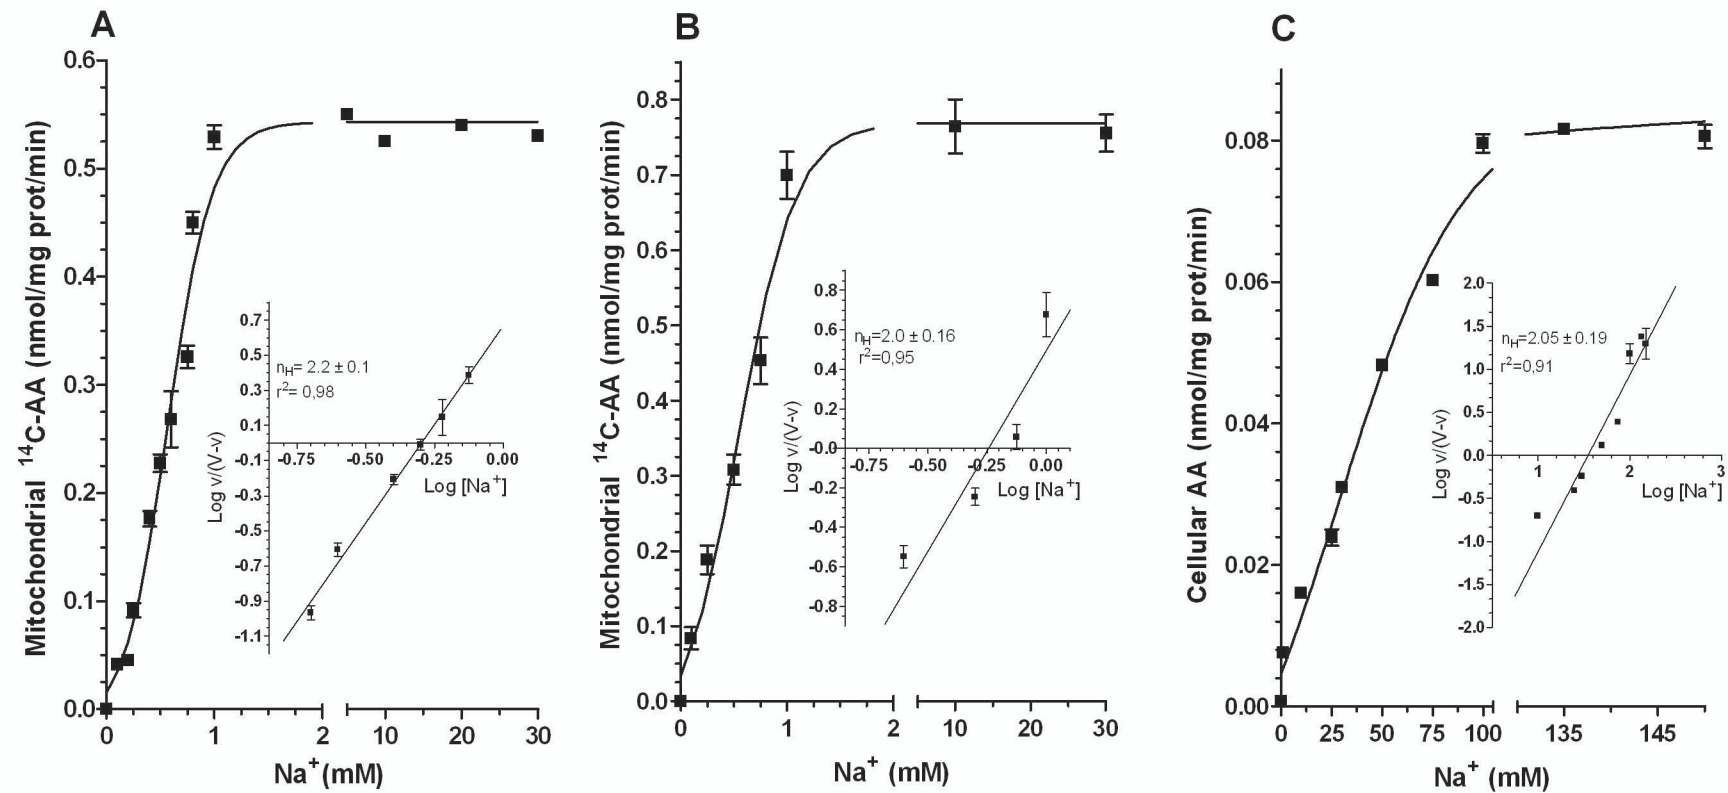 A
Mitochondrial ¹⁴C-AA (nmol/mg prot/min)
0.6
0.5
0.4
0.3
0.2
0.1
0.0
0 1 2 10 20 30
Na⁺(mM)
Log v/(V-v)
0.7
0.5
0.3
0.1
-0.1
-0.3
-0.5
-0.7
-0.9
-1.1
nH= 2.2 ± 0.1
r²= 0,98
-0.75 -0.50 -0.25 0.00
Log [Na⁺]
B
Mitochondrial ¹⁴C-AA (nmol/mg prot/min)
0.8
0.7
0.6
0.5
0.4
0.3
0.2
0.1
0.0
0 1 2 10 20 30
Na⁺ (mM)
Log v/(V-v)
0.8
0.6
0.4
0.2
-0.0
-0.2
-0.4
-0.6
-0.8
nH=2.0 ± 0.16
r²=0,95
-0.75 -0.50 -0.25 0.00
Log [Na⁺]
C
Cellular AA (nmol/mg prot/min)
0.08
0.06
0.04
0.02
0.00
0 25 50 75 100 135 145
Na⁺ (mM)
Log v/(V-v)
2.0
1.5
1.0
0.5
0.0
-0.5
-1.0
-1.5
-2.0
nH=2.05 ± 0.19
r²=0,91
1 2 3
Log [Na⁺]